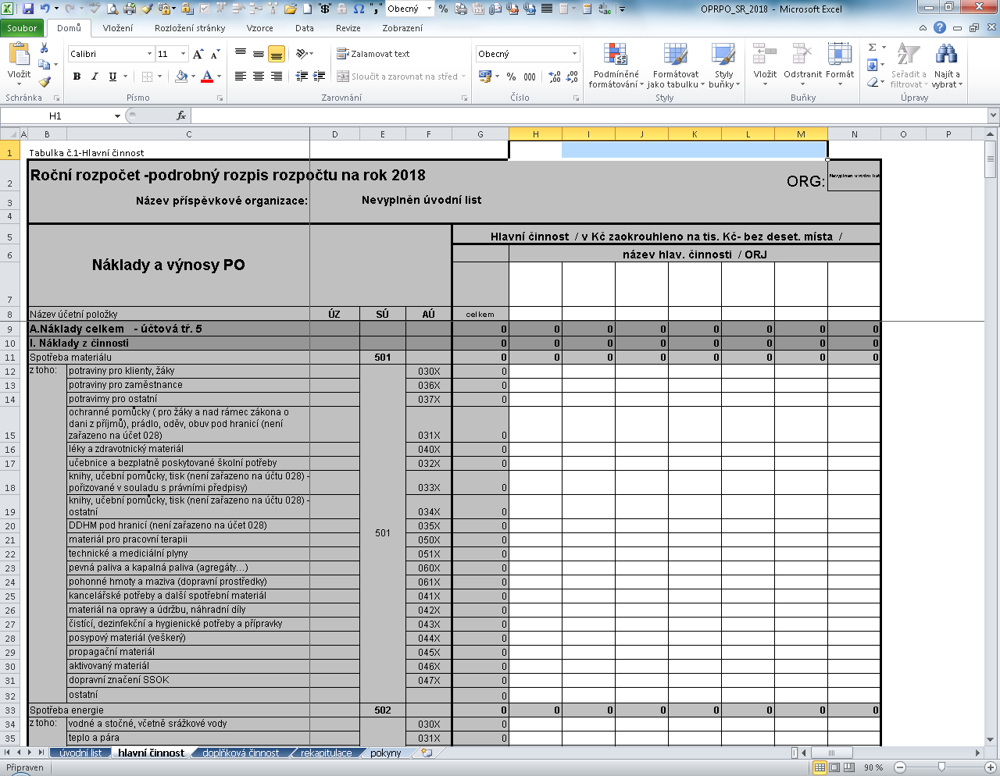 OPRPO_SR_2018 - Microsoft Excel
Obecný
Soubor Domů Vložení Rozložení stránky Vzorce Data Revize Zobrazení
Vložit
Calibri 11
Zalamovat text
Sloučit a zarovnat na střed
Obecný
Podmíněné formátování
Formátovat jako tabulku
Styly buňky
Vložit Odstranit Formát
Seřadit a filtrovat
Najít a vybrat
Schránka Písmo Zarovnání Číslo Styly Buňky Úpravy
H1
A B C D E F G H I J K L M N O P
1 Tabulka č.1-Hlavní činnost
2 Roční rozpočet -podrobný rozpis rozpočtu na rok 2018 ORG: Nevyplněn úvodní list
3 Název příspěvkové organizace: Nevyplněn úvodní list
4
5 Hlavní činnost / v Kč zaokrouhleno na tis. Kč- bez deset. místa /
6 název hlav. činnosti / ORJ
Náklady a výnosy PO
7
8 Název účetní položky ÚZ SÚ AÚ celkem
9 A.Náklady celkem - účtová tř. 5 0 0 0 0 0 0 0 0
10 I. Náklady z činnosti 0 0 0 0 0 0 0 0
11 Spotřeba materiálu 501 0 0 0 0 0 0 0 0
12 z toho: potraviny pro klienty, žáky 030X 0
13 potraviny pro zaměstnance 036X 0
14 potravimy pro ostatní 037X 0
ochranné pomůcky ( pro žáky a nad rámec zákona o
dani z příjmů), prádlo, oděv, obuv pod hranicí (není
15 zařazeno na účet 028) 031X 0
16 léky a zdravotnický materiál 040X 0
17 učebnice a bezplatně poskytované školní potřeby 032X 0
knihy, učební pomůcky, tisk (není zařazeno na účtu 028) -
18 pořizované v souladu s právními předpisy) 033X 0
knihy, učební pomůcky, tisk (není zařazeno na účtu 028) -
19 ostatní 034X 0
20 DDHM pod hranicí (není zařazeno na účet 028) 035X 0
501
21 materiál pro pracovní terapii 050X 0
22 technické a mediciální plyny 051X 0
23 pevná paliva a kapalná paliva (agregáty...) 060X 0
24 pohonné hmoty a maziva (dopravní prostředky) 061X 0
25 kancelářské potřeby a další spotřební materiál 041X 0
26 materiál na opravy a údržbu, náhradní díly 042X 0
27 čistící, dezinfekční a hygienické potřeby a přípravky 043X 0
28 posypový materiál (veškerý) 044X 0
29 propagační materiál 045X 0
30 aktivovaný materiál 046X 0
31 dopravní značení SSOK 047X 0
32 ostatní 0
33 Spotřeba energie 502 0 0 0 0 0 0 0 0
34 z toho: vodné a stočné, včetně srážkové vody 030X 0
35 teplo a pára 031X 0
úvodní list hlavní činnost doplňková činnost rekapitulace pokyny
Připraven 90 %